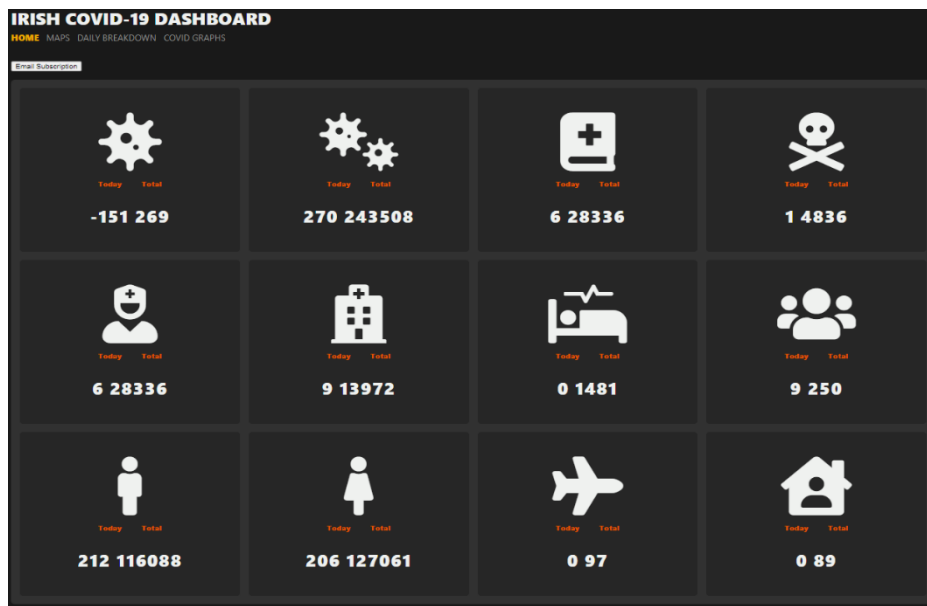 IRISH COVID-19 DASHBOARD
HOME MAPS DAILY BREAKDOWN COVID GRAPHS
Email Subscription
Today Total
-151 269
Today Total
270 243508
Today Total
6 28336
Today Total
1 4836
Today Total
6 28336
Today Total
9 13972
Today Total
0 1481
Today Total
9 250
Today Total
212 116088
Today Total
206 127061
Today Total
0 97
Today Total
0 89